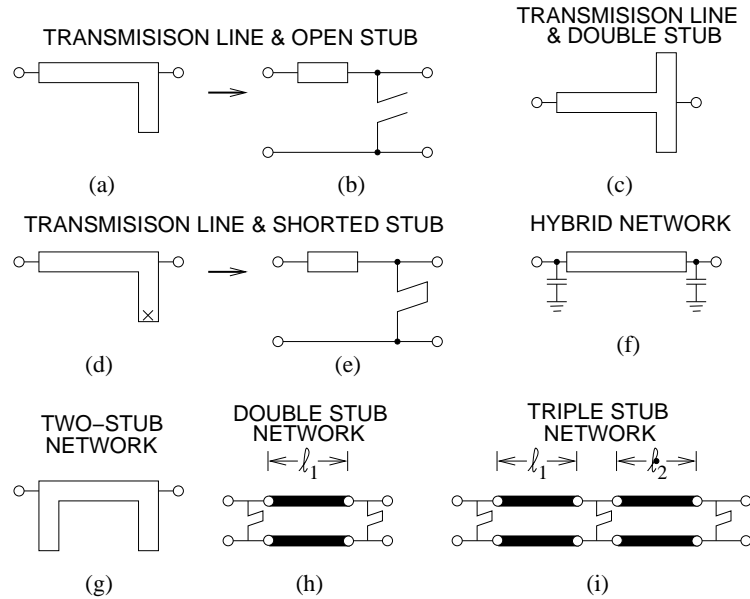 TRANSMISISON LINE & OPEN STUB
TRANSMISISON LINE
& DOUBLE STUB
(a)
(b)
(c)
TRANSMISISON LINE & SHORTED STUB
HYBRID NETWORK
(d)
(e)
(f)
TWO−STUB
NETWORK
DOUBLE STUB
NETWORK
TRIPLE STUB
NETWORK
ℓ1
ℓ1
ℓ2
(g)
(h)
(i)